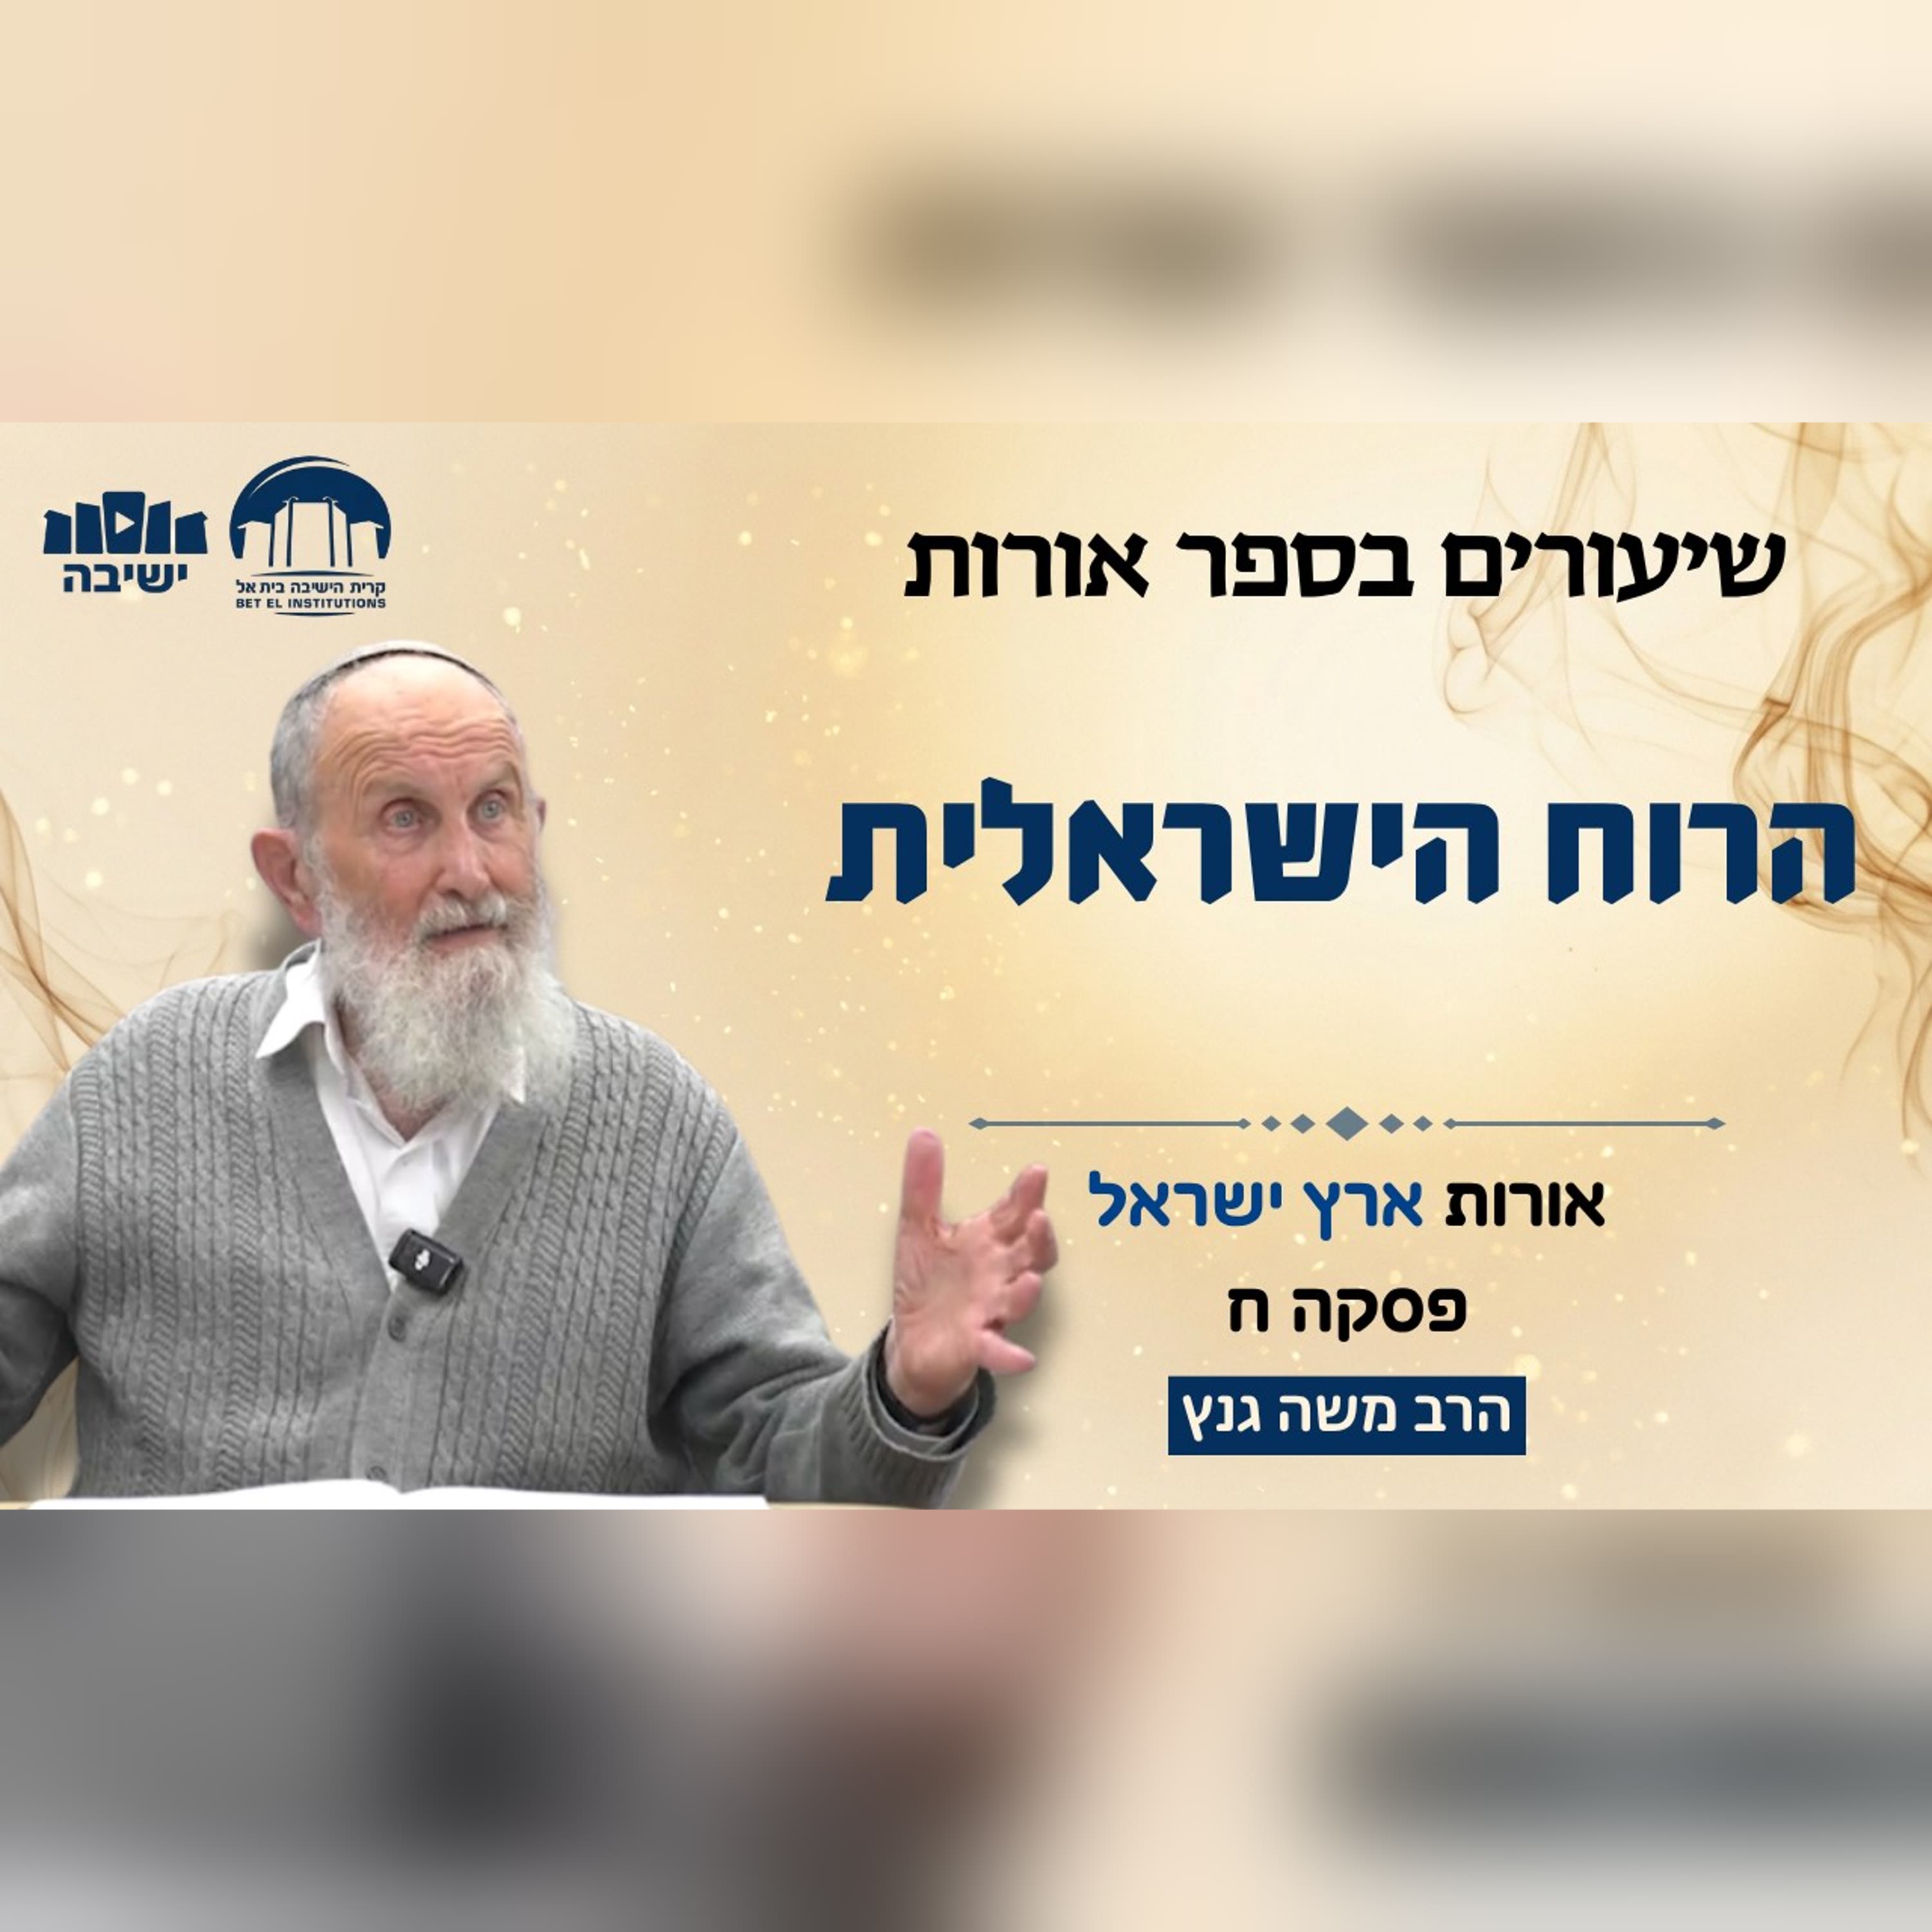 שיעורים בספר אורות
ישיבה
קרית הישיבה בית אל
BET EL INSTITUTIONS
הרוח הישראלית
אורות ארץ ישראל
פסקה ח
הרב משה גנץ